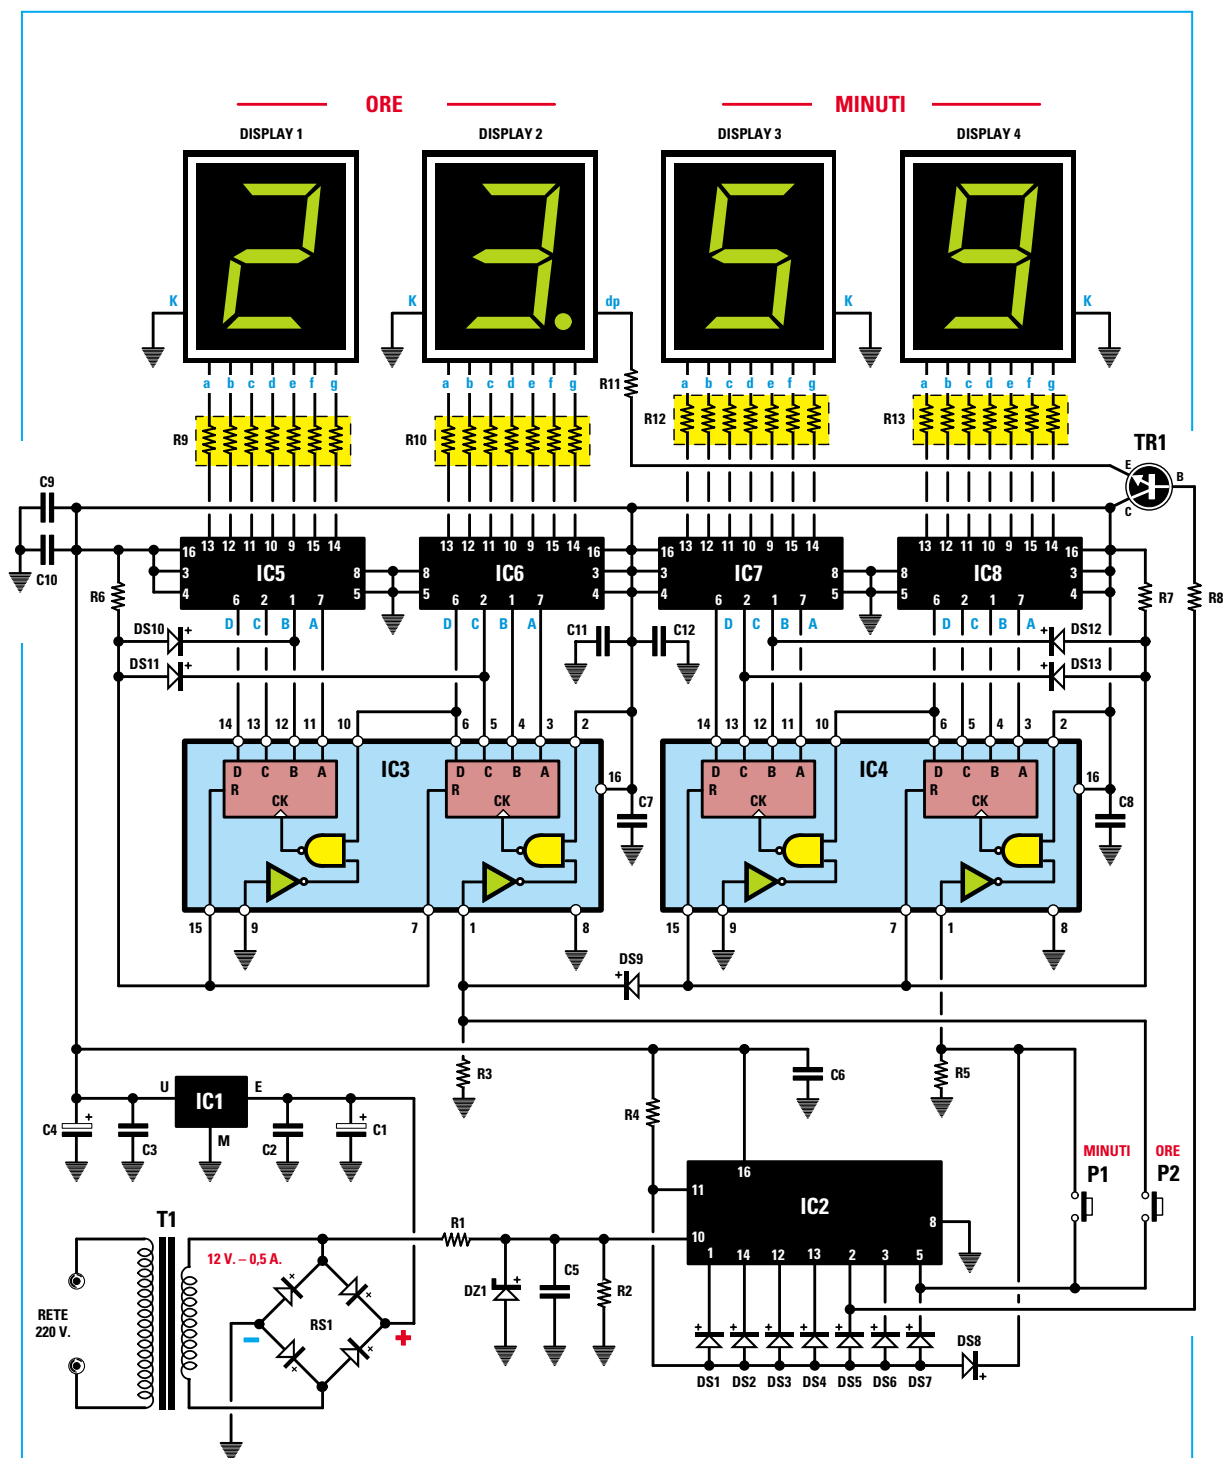 ORE MINUTI
DISPLAY 1 DISPLAY 2 DISPLAY 3 DISPLAY 4
K K dp K K
a b c d e f g a b c d e f g R11 a b c d e f g a b c d e f g
R9 R10 R12 R13
TR1
E B C
C9
C10
13 12 11 10 9 15 14 13 12 11 10 9 15 14 13 12 11 10 9 15 14 13 12 11 10 9 15 14
16 16 16 16
3 IC5 8 8 IC6 3 3 IC7 8 8 IC8 3
4 5 5 4 4 5 5 4
6 2 1 7 6 2 1 7 6 2 1 7 6 2 1 7
R6 R7 R8
D C B A D C B A D C B A D C B A
DS10 + C11 C12 + DS12
DS11 + + DS13
14 13 12 11 10 6 5 4 3 2 14 13 12 11 10 6 5 4 3 2
D C B A IC3 D C B A D C B A IC4 D C B A
R R 16 R R 16
CK CK CK CK
C7 C8
15 9 7 1 8 15 9 7 1 8
DS9
+
R3 C6 R5
U IC1 E
M
R4
C4 + C3 C2 + C1
MINUTI ORE
P1 P2
16
11 IC2
8
10
1 14 12 13 2 3 5
T1
12 V. – 0,5 A.
R1
RETE
220 V.
RS1
– +
DZ1 + C5 R2
+ + + + + + +
DS8
+
DS1 DS2 DS3 DS4 DS5 DS6 DS7